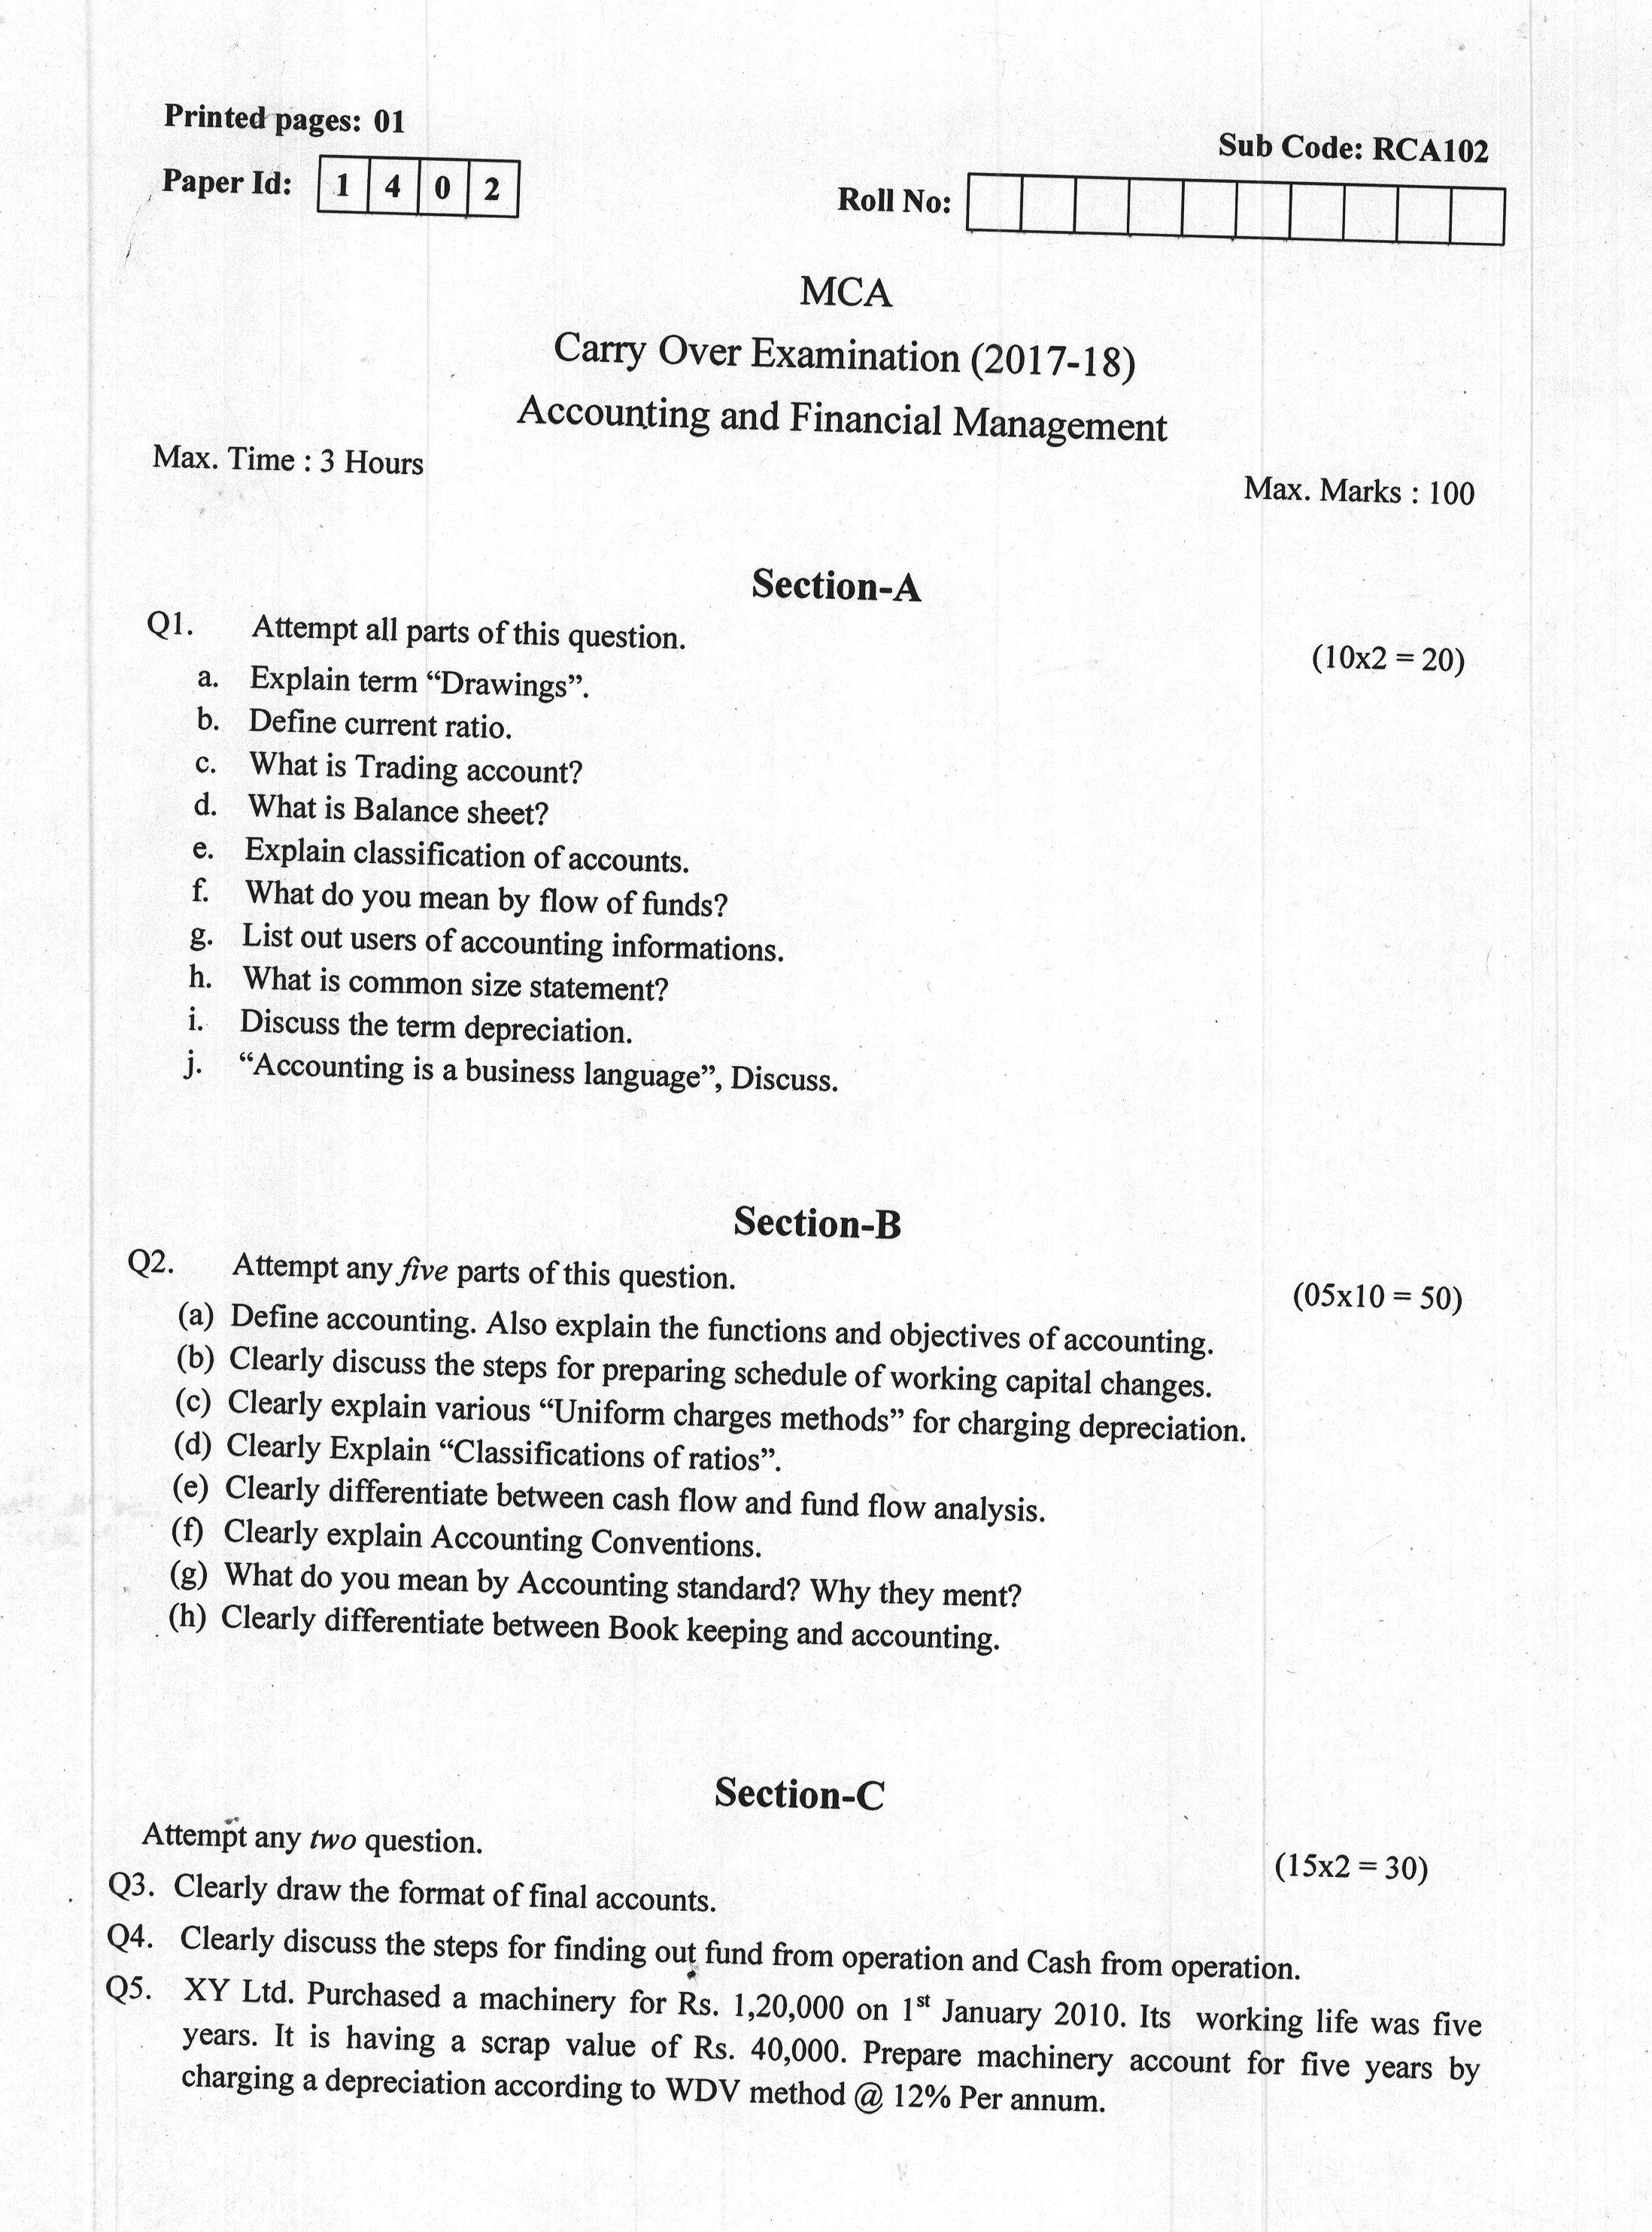 Printed pages: 01
Sub Code: RCA102
Paper Id: 1 4 0 2
Roll No:
MCA
Carry Over Examination (2017-18)
Accounting and Financial Management
Max. Time : 3 Hours
Max. Marks : 100
Section-A
Q1. Attempt all parts of this question. (10x2 = 20)
a. Explain term “Drawings”.
b. Define current ratio.
c. What is Trading account?
d. What is Balance sheet?
e. Explain classification of accounts.
f. What do you mean by flow of funds?
g. List out users of accounting informations.
h. What is common size statement?
i. Discuss the term depreciation.
j. “Accounting is a business language”, Discuss.
Section-B
Q2. Attempt any five parts of this question. (05x10 = 50)
(a) Define accounting. Also explain the functions and objectives of accounting.
(b) Clearly discuss the steps for preparing schedule of working capital changes.
(c) Clearly explain various “Uniform charges methods” for charging depreciation.
(d) Clearly Explain “Classifications of ratios”.
(e) Clearly differentiate between cash flow and fund flow analysis.
(f) Clearly explain Accounting Conventions.
(g) What do you mean by Accounting standard? Why they ment?
(h) Clearly differentiate between Book keeping and accounting.
Section-C
Attempt any two question. (15x2 = 30)
Q3. Clearly draw the format of final accounts.
Q4. Clearly discuss the steps for finding out fund from operation and Cash from operation.
Q5. XY Ltd. Purchased a machinery for Rs. 1,20,000 on 1st January 2010. Its working life was five
years. It is having a scrap value of Rs. 40,000. Prepare machinery account for five years by
charging a depreciation according to WDV method @ 12% Per annum.